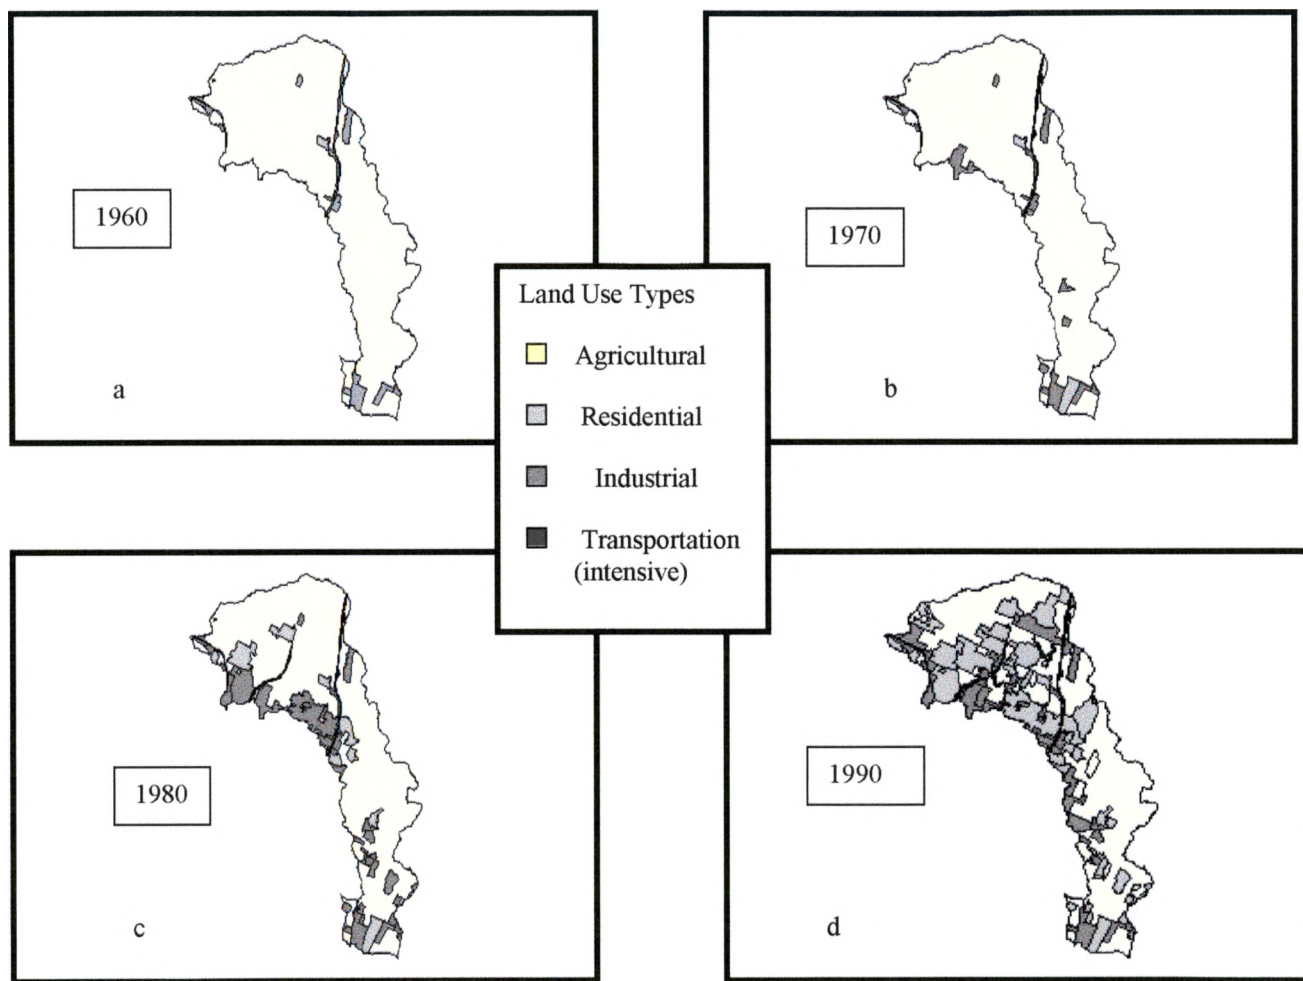 1960
a
1970
b
Land Use Types
Agricultural
Residential
Industrial
Transportation
(intensive)
1980
c
1990
d